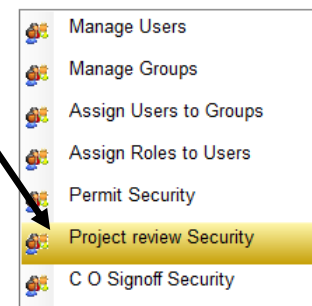 Manage Users
Manage Groups
Assign Users to Groups
Assign Roles to Users
Permit Security
Project review Security
C O Signoff Security